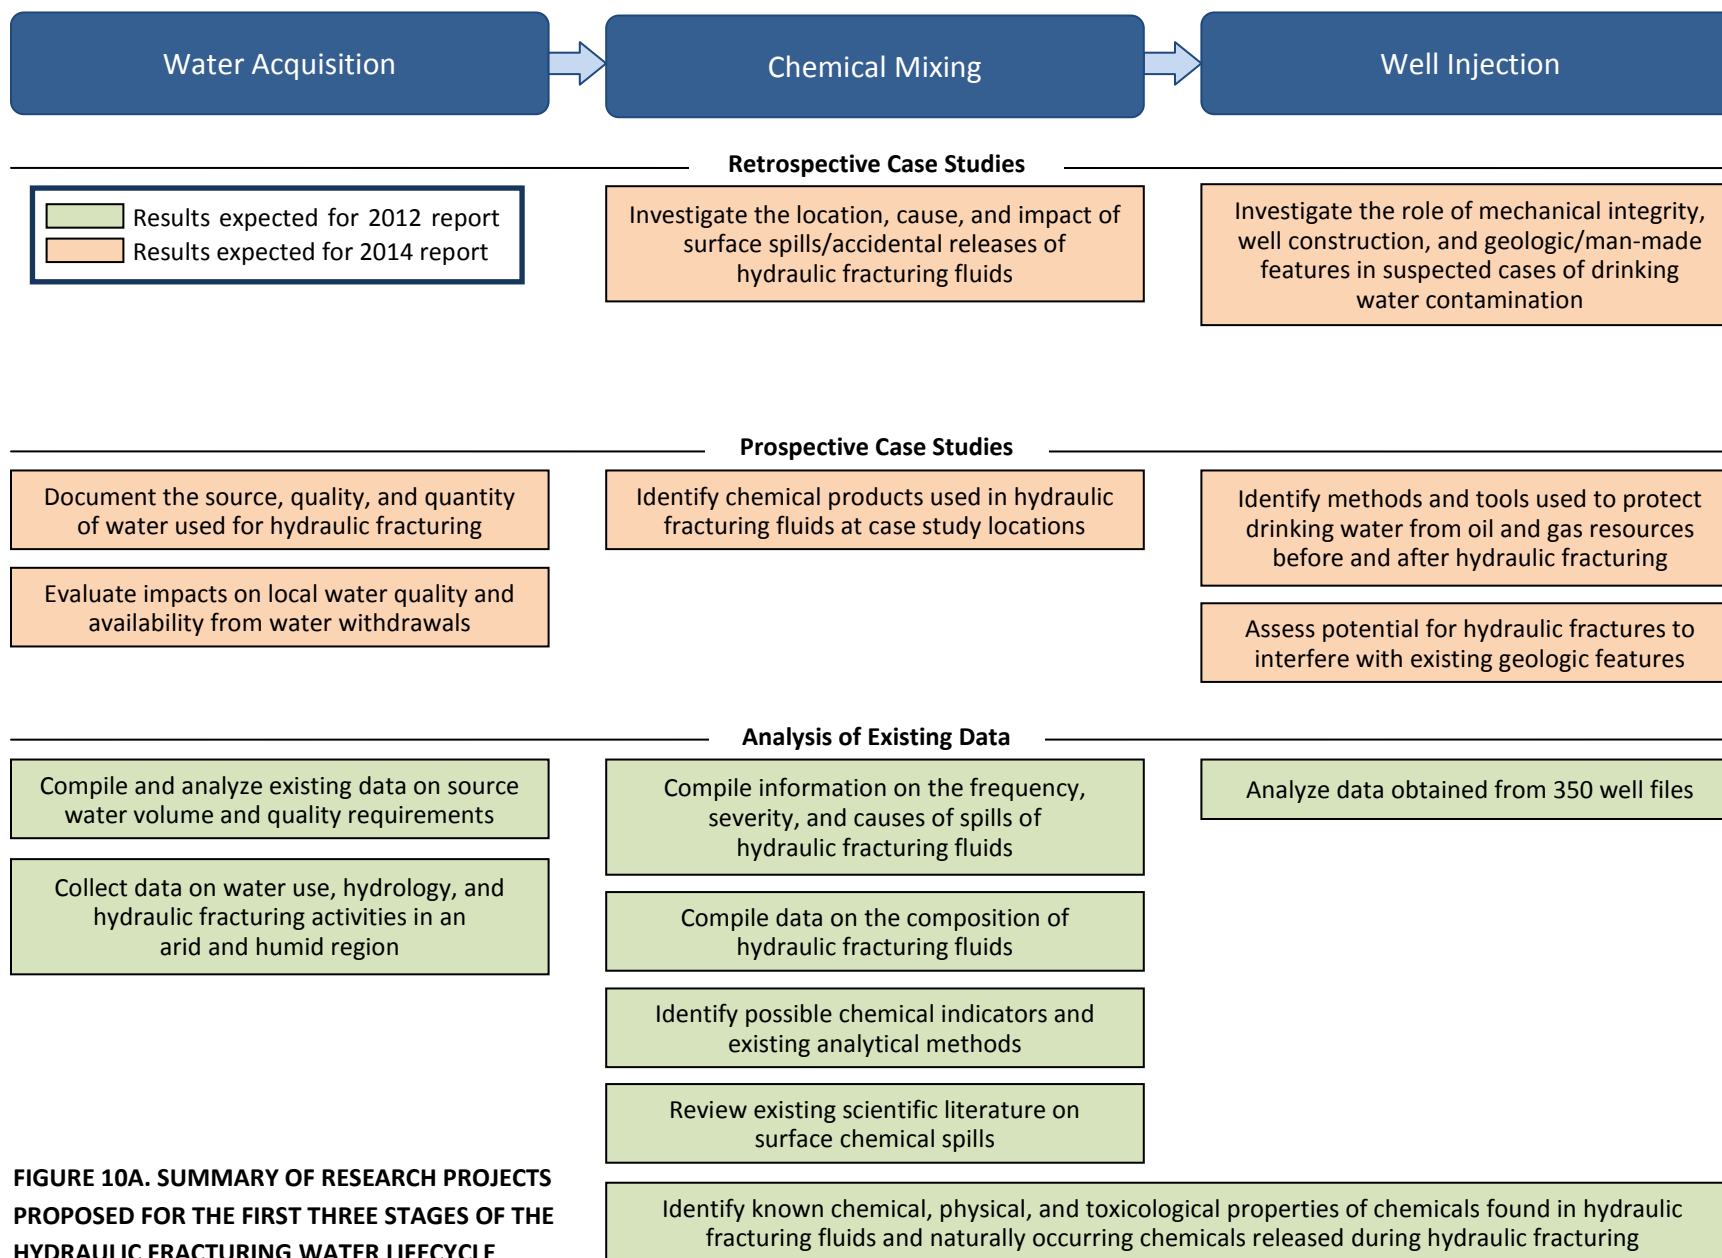 Water Acquisition
Chemical Mixing
Well Injection
Retrospective Case Studies
Results expected for 2012 report
Results expected for 2014 report
Investigate the location, cause, and impact of
surface spills/accidental releases of
hydraulic fracturing fluids
Investigate the role of mechanical integrity,
well construction, and geologic/man-made
features in suspected cases of drinking
water contamination
Prospective Case Studies
Document the source, quality, and quantity
of water used for hydraulic fracturing
Evaluate impacts on local water quality and
availability from water withdrawals
Identify chemical products used in hydraulic
fracturing fluids at case study locations
Identify methods and tools used to protect
drinking water from oil and gas resources
before and after hydraulic fracturing
Assess potential for hydraulic fractures to
interfere with existing geologic features
Analysis of Existing Data
Compile and analyze existing data on source
water volume and quality requirements
Collect data on water use, hydrology, and
hydraulic fracturing activities in an
arid and humid region
Compile information on the frequency,
severity, and causes of spills of
hydraulic fracturing fluids
Compile data on the composition of
hydraulic fracturing fluids
Identify possible chemical indicators and
existing analytical methods
Review existing scientific literature on
surface chemical spills
Analyze data obtained from 350 well files
Identify known chemical, physical, and toxicological properties of chemicals found in hydraulic
fracturing fluids and naturally occurring chemicals released during hydraulic fracturing
FIGURE 10A. SUMMARY OF RESEARCH PROJECTS
PROPOSED FOR THE FIRST THREE STAGES OF THE
HYDRAULIC FRACTURING WATER LIFECYCLE